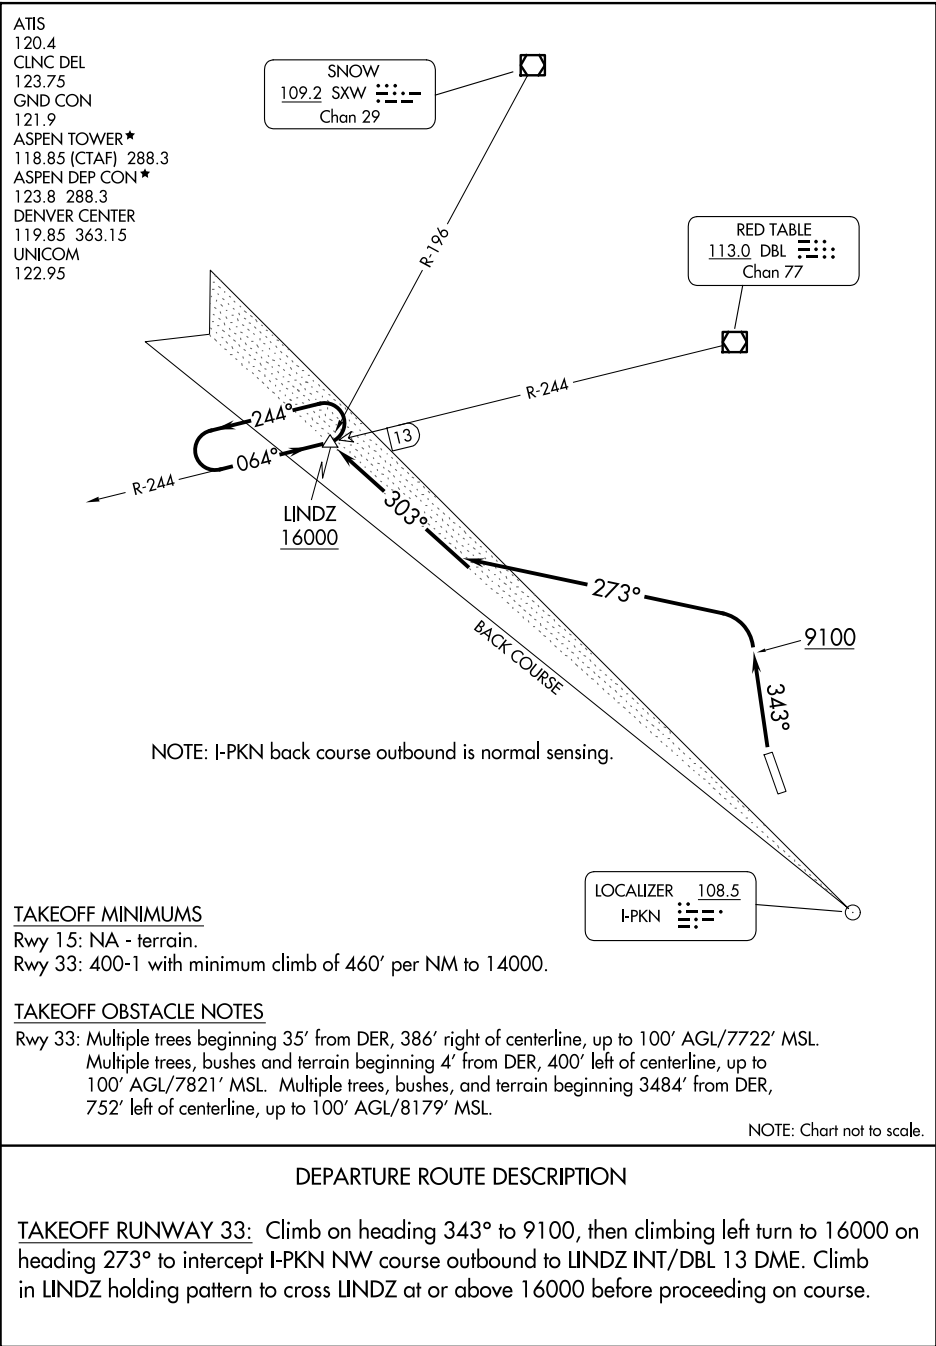 ATIS
120.4
CLNC DEL
123.75
GND CON
121.9
ASPEN TOWER★
118.85 (CTAF) 288.3
ASPEN DEP CON★
123.8 288.3
DENVER CENTER
119.85 363.15
UNICOM
122.95
SNOW
109.2 SXW
Chan 29
R-196
RED TABLE
113.0 DBL
Chan 77
R-244
13
244°
064°
R-244
LINDZ
16000
303°
273°
9100
343°
BACK COURSE
NOTE: I-PKN back course outbound is normal sensing.
LOCALIZER 108.5
I-PKN
TAKEOFF MINIMUMS
Rwy 15: NA - terrain.
Rwy 33: 400-1 with minimum climb of 460' per NM to 14000.
TAKEOFF OBSTACLE NOTES
Rwy 33: Multiple trees beginning 35' from DER, 386' right of centerline, up to 100' AGL/7722' MSL.
Multiple trees, bushes and terrain beginning 4' from DER, 400' left of centerline, up to
100' AGL/7821' MSL. Multiple trees, bushes, and terrain beginning 3484' from DER,
752' left of centerline, up to 100' AGL/8179' MSL.
NOTE: Chart not to scale.
DEPARTURE ROUTE DESCRIPTION
TAKEOFF RUNWAY 33: Climb on heading 343° to 9100, then climbing left turn to 16000 on
heading 273° to intercept I-PKN NW course outbound to LINDZ INT/DBL 13 DME. Climb
in LINDZ holding pattern to cross LINDZ at or above 16000 before proceeding on course.